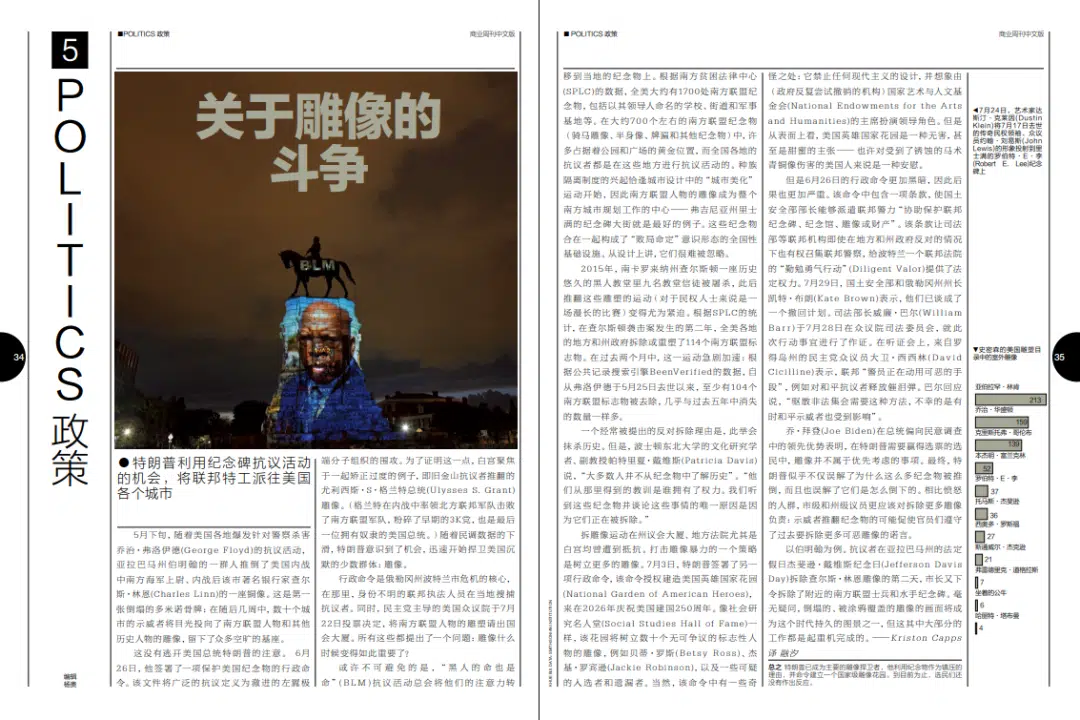 5
POLITICS 政策
■POLITICS 政策
商业周刊中文版
关于雕像的
斗争
BLM
●特朗普利用纪念碑抗议活动
的机会，将联邦特工派往美国
各个城市
5月下旬，随着美国各地爆发针对警察杀害
乔治·弗洛伊德(George Floyd)的抗议活动，
亚拉巴马州伯明翰的一群人推倒了美国内战
中南方海军上尉、内战后该市著名银行家查尔
斯·林恩(Charles Linn)的一座铜像。这是第一
张倒塌的多米诺骨牌；在随后几周中，数十个城
市的示威者将目光投向了南方联盟人物和其他
历史人物的雕像，留下了众多空旷的基座。
这没有逃开美国总统特朗普的注意。 6月
26日，他签署了一项保护美国纪念碑的行政命
令。该文件将广泛的抗议定义为激进的左翼极
端分子组织的围攻。为了证明这一点，白宫聚焦
于一起矫正过度的例子，即旧金山抗议者推翻的
尤利西斯·S·格兰特总统(Ulysses S. Grant)
雕像。(格兰特在内战中率领北方联邦军队击败
了南方联盟军队，粉碎了早期的3K党，也是最后
一位拥有奴隶的美国总统。)随着民调数据的下
滑，特朗普意识到了机会，迅速开始捍卫美国沉
默的少数群体：雕像。
行政命令是俄勒冈州波特兰市危机的核心，
在那里，身份不明的联邦执法人员在当地搜捕
抗议者。同时，民主党主导的美国众议院于7月
22日投票决定，将南方联盟人物的雕塑请出国
会大厦。所有这些都提出了一个问题：雕像什么
时候变得如此重要了？
或许不可避免的是，“黑人的命也是
命”(BLM)抗议活动总会将他们的注意力转
34
■ POLITICS 政策
商业周刊中文版
移到当地的纪念物上。根据南方贫困法律中心
(SPLC)的数据，全美大约有1700处南方联盟纪
念物，包括以其领导人命名的学校、街道和军事
基地等，在大约700个左右的南方联盟纪念物
（骑马雕像、半身像、牌匾和其他纪念物）中，许
多占据着公园和广场的黄金位置，而全国各地的
抗议者都是在这些地方进行抗议活动的。种族
隔离制度的兴起恰逢城市设计中的“城市美化”
运动开始，因此南方联盟人物的雕像成为整个
南方城市规划工作的中心——弗吉尼亚州里士
满的纪念碑大街就是最好的例子。这些纪念物
合在一起构成了“败局命定”意识形态的全国性
基础设施。从设计上讲，它们很难被忽略。
2015年，南卡罗来纳州查尔斯顿一座历史
悠久的黑人教堂里九名教堂信徒被屠杀，此后
推翻这些雕塑的运动（对于民权人士来说是一
场漫长的比赛）变得尤为紧迫。根据SPLC的统
计，在查尔斯顿袭击案发生的第二年，全美各地
的地方和州政府拆除或重塑了114个南方联盟标
志物。在过去两个月中，这一运动急剧加速：根
据公共记录搜索引擎BeenVerified的数据，自
从弗洛伊德于5月25日去世以来，至少有104个
南方联盟标志物被去除，几乎与过去五年中消失
的数量一样多。
一个经常被提出的反对拆除理由是，此举会
抹杀历史。但是，波士顿东北大学的文化研究学
者、副教授帕特里夏·戴维斯(Patricia Davis)
说，“大多数人并不从纪念物中了解历史”。“他
们从那里得到的教训是谁拥有了权力。我们听
到这些纪念物并谈论这些事情的唯一原因是因
为它们正在被拆除。”
拆雕像运动在州议会大厦、地方法院尤其是
白宫均曾遭到抵抗。打击雕像暴力的一个策略
是树立更多的雕像。7月3日，特朗普签署了另一
项行政命令，该命令授权建造美国英雄国家花园
(National Garden of American Heroes)，
来在2026年庆祝美国建国250周年。像社会研
究名人堂(Social Studies Hall of Fame)一
样，该花园将树立数十个无可争议的标志性人
物的雕像，例如贝蒂·罗斯(Betsy Ross)、杰
基·罗宾逊(Jackie Robinson)，以及一些可疑
的入选者和遗漏者。当然，该命令中有一些奇
怪之处：它禁止任何现代主义的设计，并想象由
（政府反复尝试撤销的机构）国家艺术与人文基
金会(National Endowments for the Arts
and Humanities)的主席扮演领导角色。但是
从表面上看，美国英雄国家花园是一种无害，甚
至是甜蜜的主张——也许对受到了锈蚀的马术
青铜像伤害的美国人来说是一种安慰。
但是6月26日的行政命令更加黑暗，因此后
果也更加严重。该命令中包含一项条款，使国土
安全部部长能够派遣联邦警力“协助保护联邦
纪念碑、纪念馆、雕像或财产”。该条款让司法
部等联邦机构即使在地方和州政府反对的情况
下也有权召集联邦警察，给波特兰一个联邦法院
的“勤勉勇气行动”(Diligent Valor)提供了法
定权力。7月29日，国土安全部和俄勒冈州州长
凯特·布朗(Kate Brown)表示，他们已谈成了
一个撤回计划。司法部长威廉·巴尔(William
Barr)于7月28日在众议院司法委员会，就此
次行动事宜进行了作证。在听证会上，来自罗
得岛州的民主党众议员大卫·西西林(David
Cicilline)表示，联邦“警员正在动用可恶的手
段”，例如对和平抗议者释放催泪弹。巴尔回应
说，“驱散非法集会需要这种方法，不幸的是有
时和平示威者也受到影响”。
乔·拜登(Joe Biden)在总统偏向民意调查
中的领先优势表明，在特朗普需要赢得选票的选
民中，雕像并不属于优先考虑的事项。最终，特
朗普似乎不仅误解了为什么这么多纪念物被推
倒，而且也误解了它们是怎么倒下的。相比愤怒
的人群，市级和州级员更应该对拆除更多雕像
负责；示威者推翻纪念物的可能促使官员们遵守
了过去要拆除更多可恶雕像的诺言。
以伯明翰为例。抗议者在亚拉巴马州的法定
假日杰斐逊·戴维斯纪念日(Jefferson Davis
Day)拆除查尔斯·林恩雕像的第二天，市长又下
令拆除了附近的南方联盟士兵和水手纪念碑。毫
无疑问，倒塌的、被涂鸦覆盖的雕像的画面将成
为这个时代持久的图景之一，但这其中大部分的
工作都是起重机完成的。——Kriston Capps
译 融汐
总之 特朗普已成为主要的雕像捍卫者，他利用纪念物作为镇压的
理由，并命令建立一个国家级雕像花园。到目前为止，选民们还
没有作出反应。
◀7月24日，艺术家达
斯汀·克莱因(Dustin
Klein)将7月17日去世
的传奇民权领袖、众议
员约翰·刘易斯(John
Lewis)的形象投射到里
士满的罗伯特·E·李
(Robert E. Lee)纪念
碑上
▼史密森的美国雕塑目
录中的室外雕像
亚伯拉罕·林肯
213
乔治·华盛顿
159
克里斯托弗·哥伦布
139
本杰明·富兰克林
52
罗伯特·E·李
37
托马斯·杰斐逊
36
西奥多·罗斯福
27
斯通威尔·杰克逊
21
弗雷德里克·道格拉斯
7
坐着的公牛
6
哈里特·塔布曼
4
35